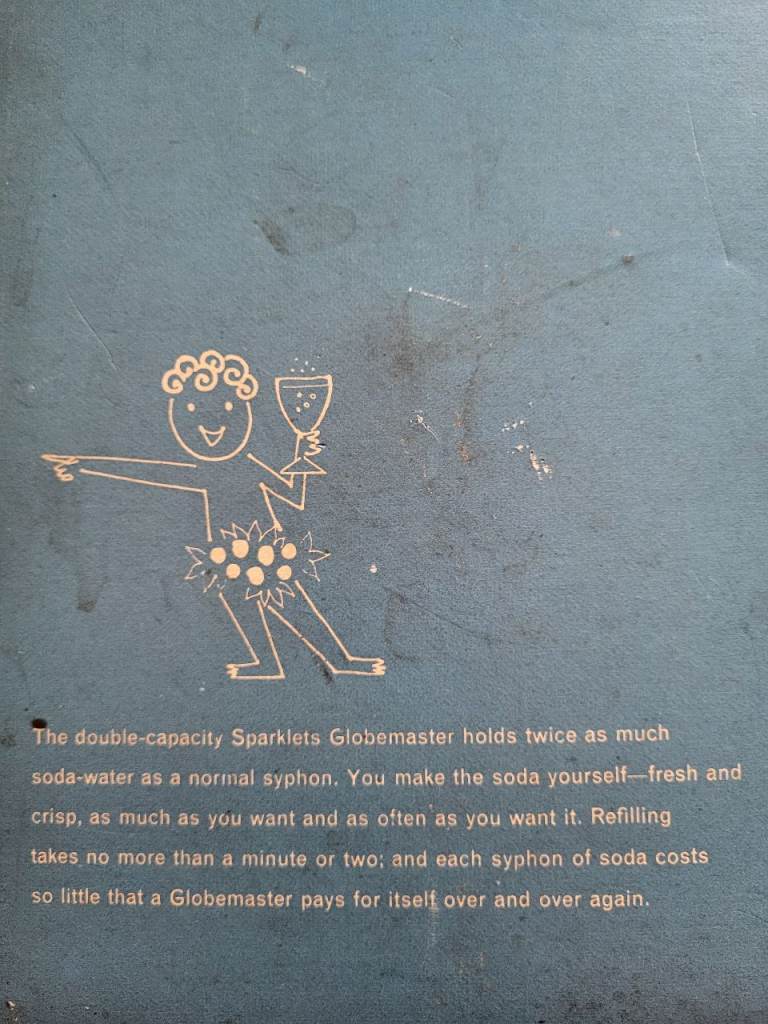 The double-capacity Sparklets Globemaster holds twice as much
soda-water as a normal syphon. You make the soda yourself—fresh and
crisp, as much as you want and as often as you want it. Refilling
takes no more than a minute or two; and each syphon of soda costs
so little that a Globemaster pays for itself over and over again.